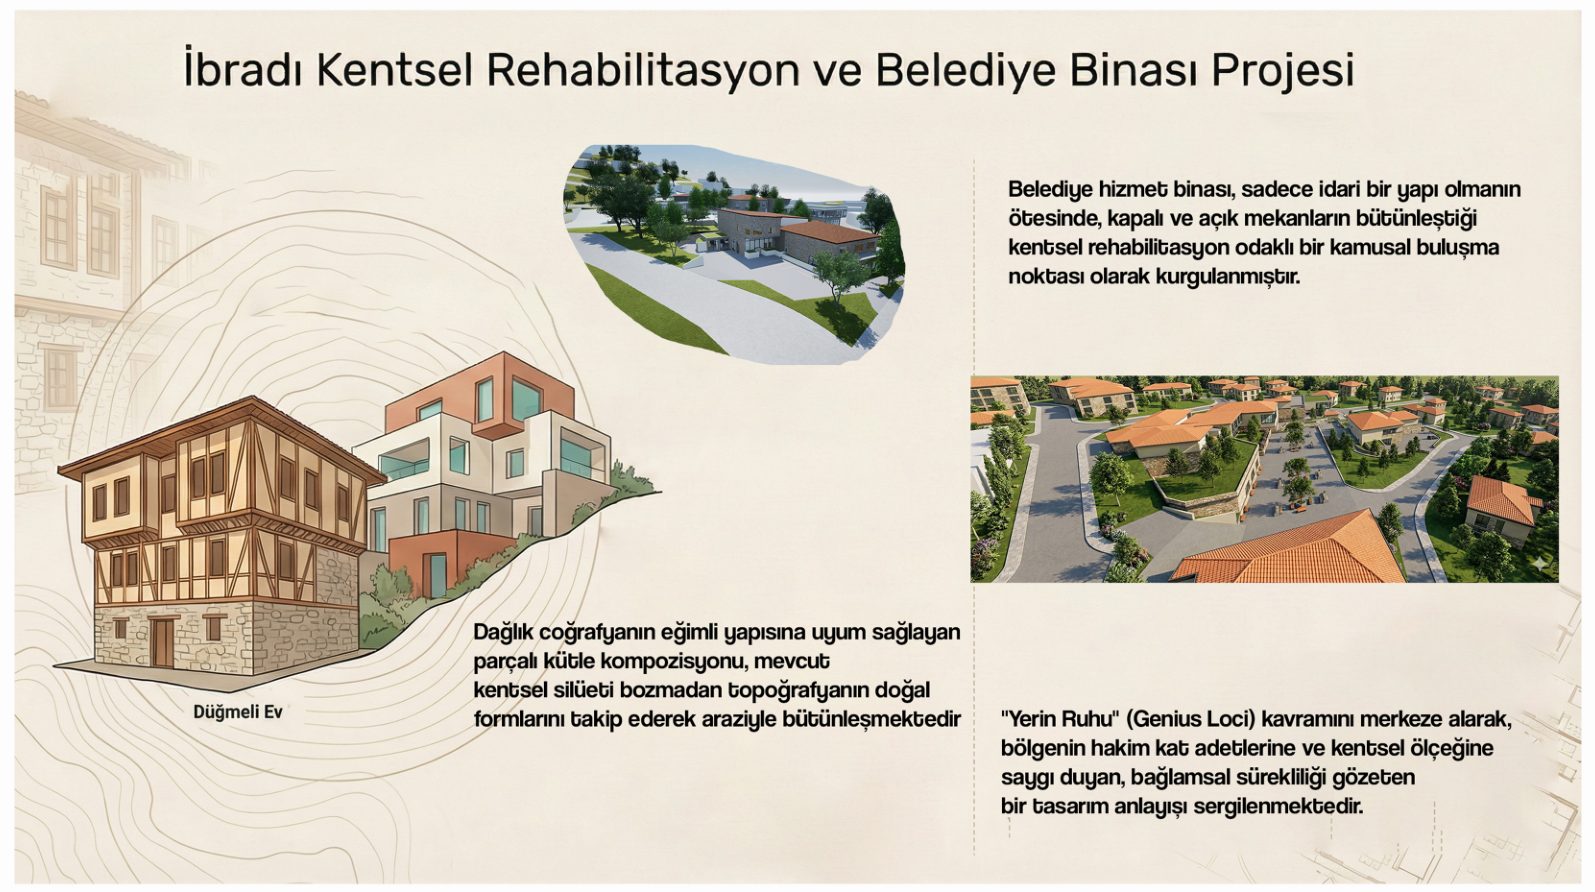 İbradı Kentsel Rehabilitasyon ve Belediye Binası Projesi
Belediye hizmet binası, sadece idari bir yapı olmanın
ötesinde, kapalı ve açık mekanların bütünleştiği
kentsel rehabilitasyon odaklı bir kamusal buluşma
noktası olarak kurgulanmıştır.
Dağlık coğrafyanın eğimli yapısına uyum sağlayan
parçalı kütle kompozisyonu, mevcut
kentsel silüeti bozmadan topoğrafyanın doğal
formlarını takip ederek araziyle bütünleşmektedir
Düğmeli Ev
"Yerin Ruhu" (Genius Loci) kavramını merkeze alarak,
bölgenin hakim kat adetlerine ve kentsel ölçeğine
saygı duyan, bağlamsal sürekliliği gözeten
bir tasarım anlayışı sergilenmektedir.